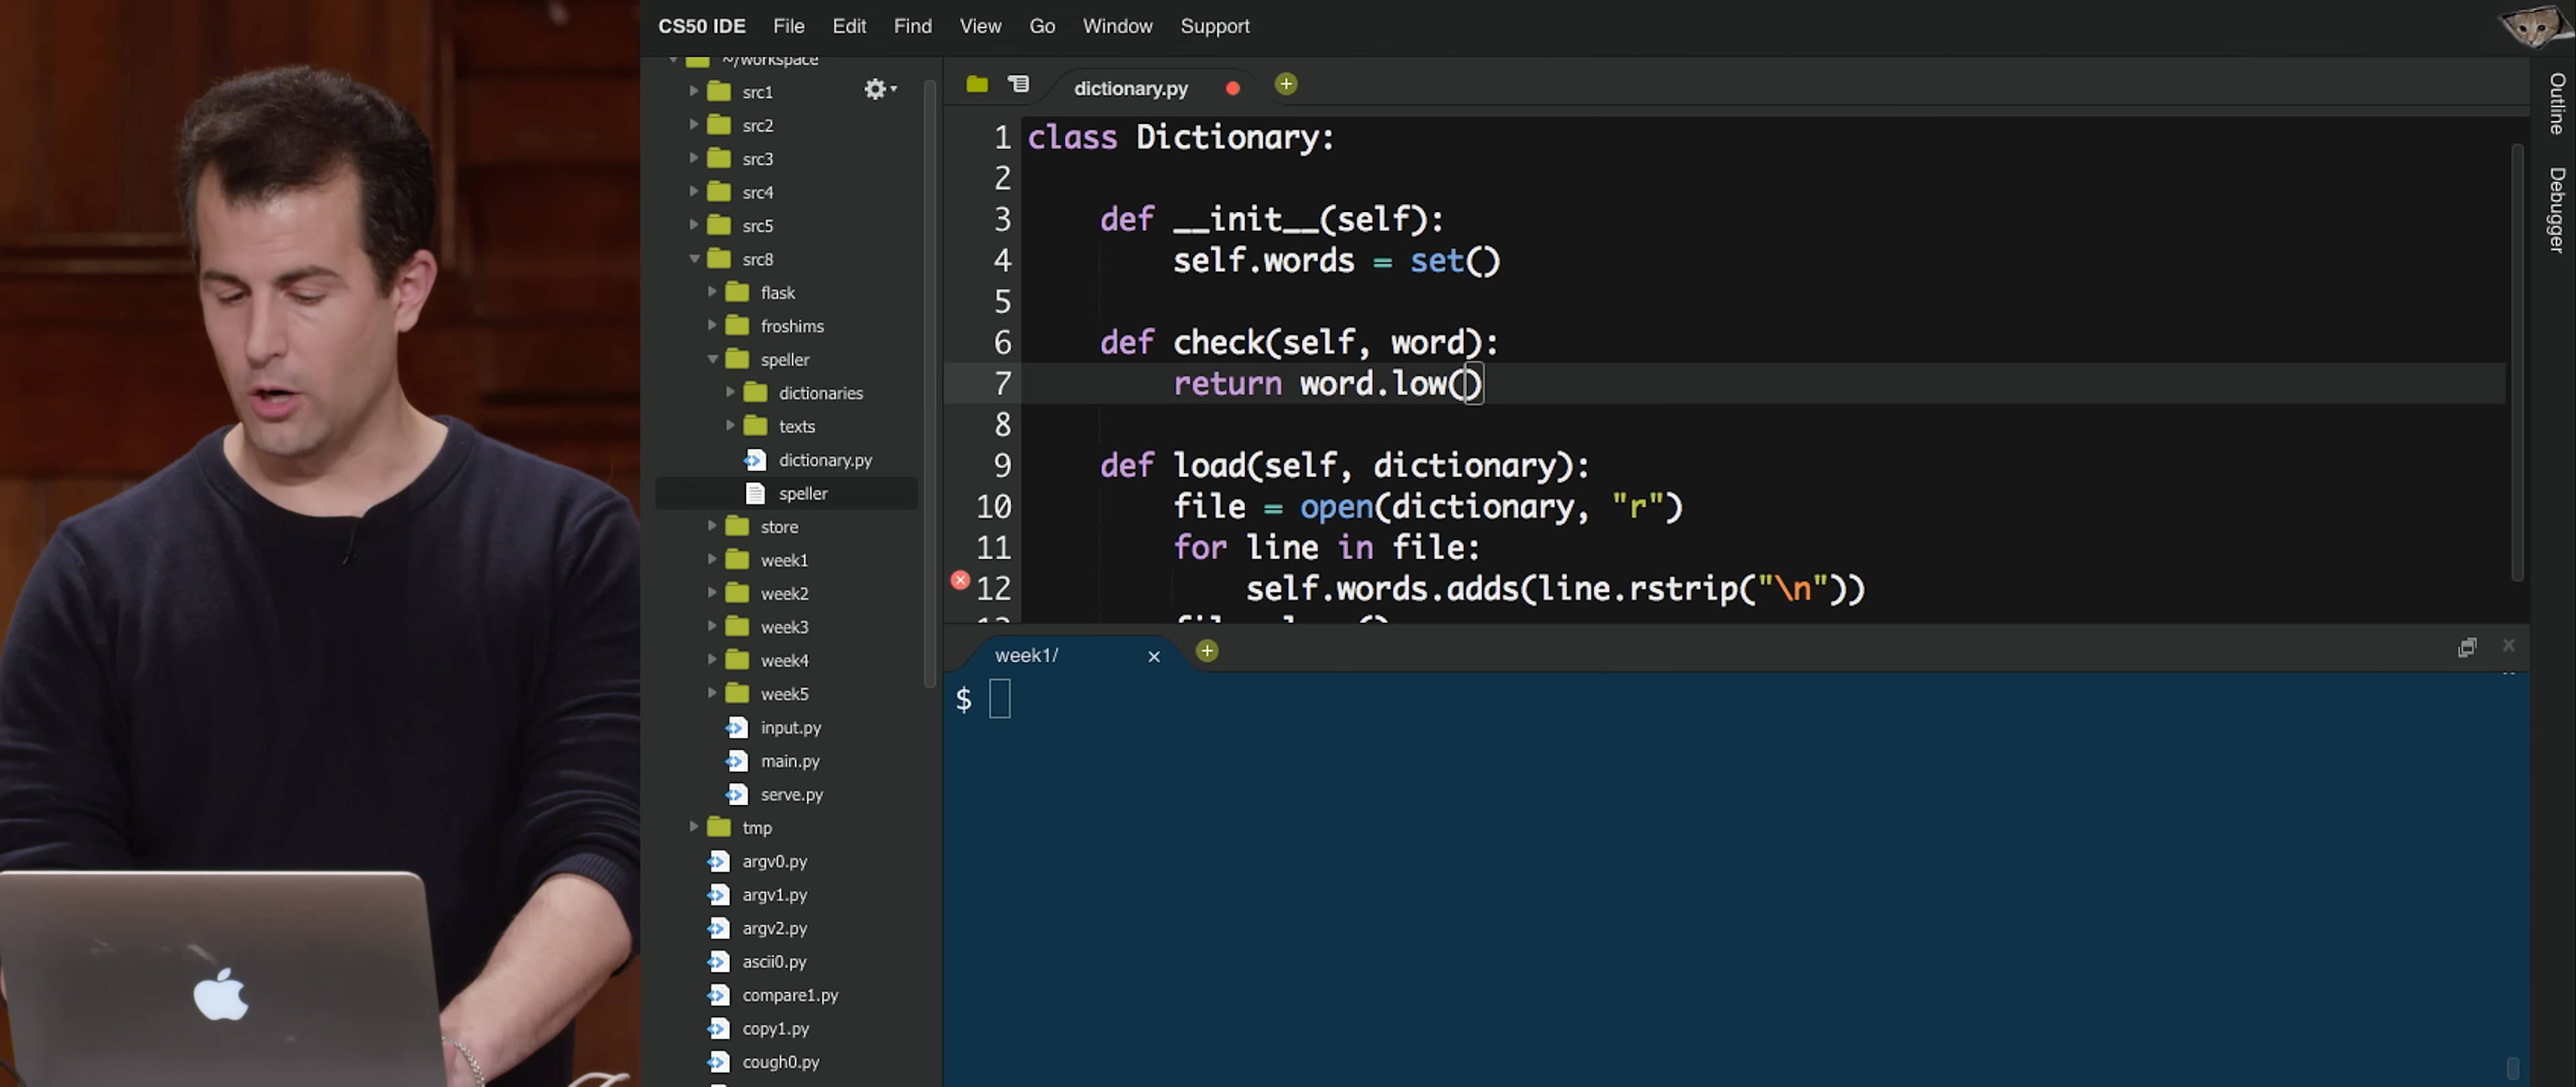 CS50 IDE File Edit Find View Go Window Support
~/workspace
src1
src2
src3
src4
src5
src8
flask
froshims
speller
dictionaries
texts
dictionary.py
speller
store
week1
week2
week3
week4
week5
input.py
main.py
serve.py
tmp
argv0.py
argv1.py
argv2.py
ascii0.py
compare1.py
copy1.py
cough0.py
dictionary.py
1 class Dictionary:
2
3 def __init__(self):
4 self.words = set()
5
6 def check(self, word):
7 return word.low()
8
9 def load(self, dictionary):
10 file = open(dictionary, "r")
11 for line in file:
12 self.words.adds(line.rstrip("\n"))
week1/
$
Outline
Debugger